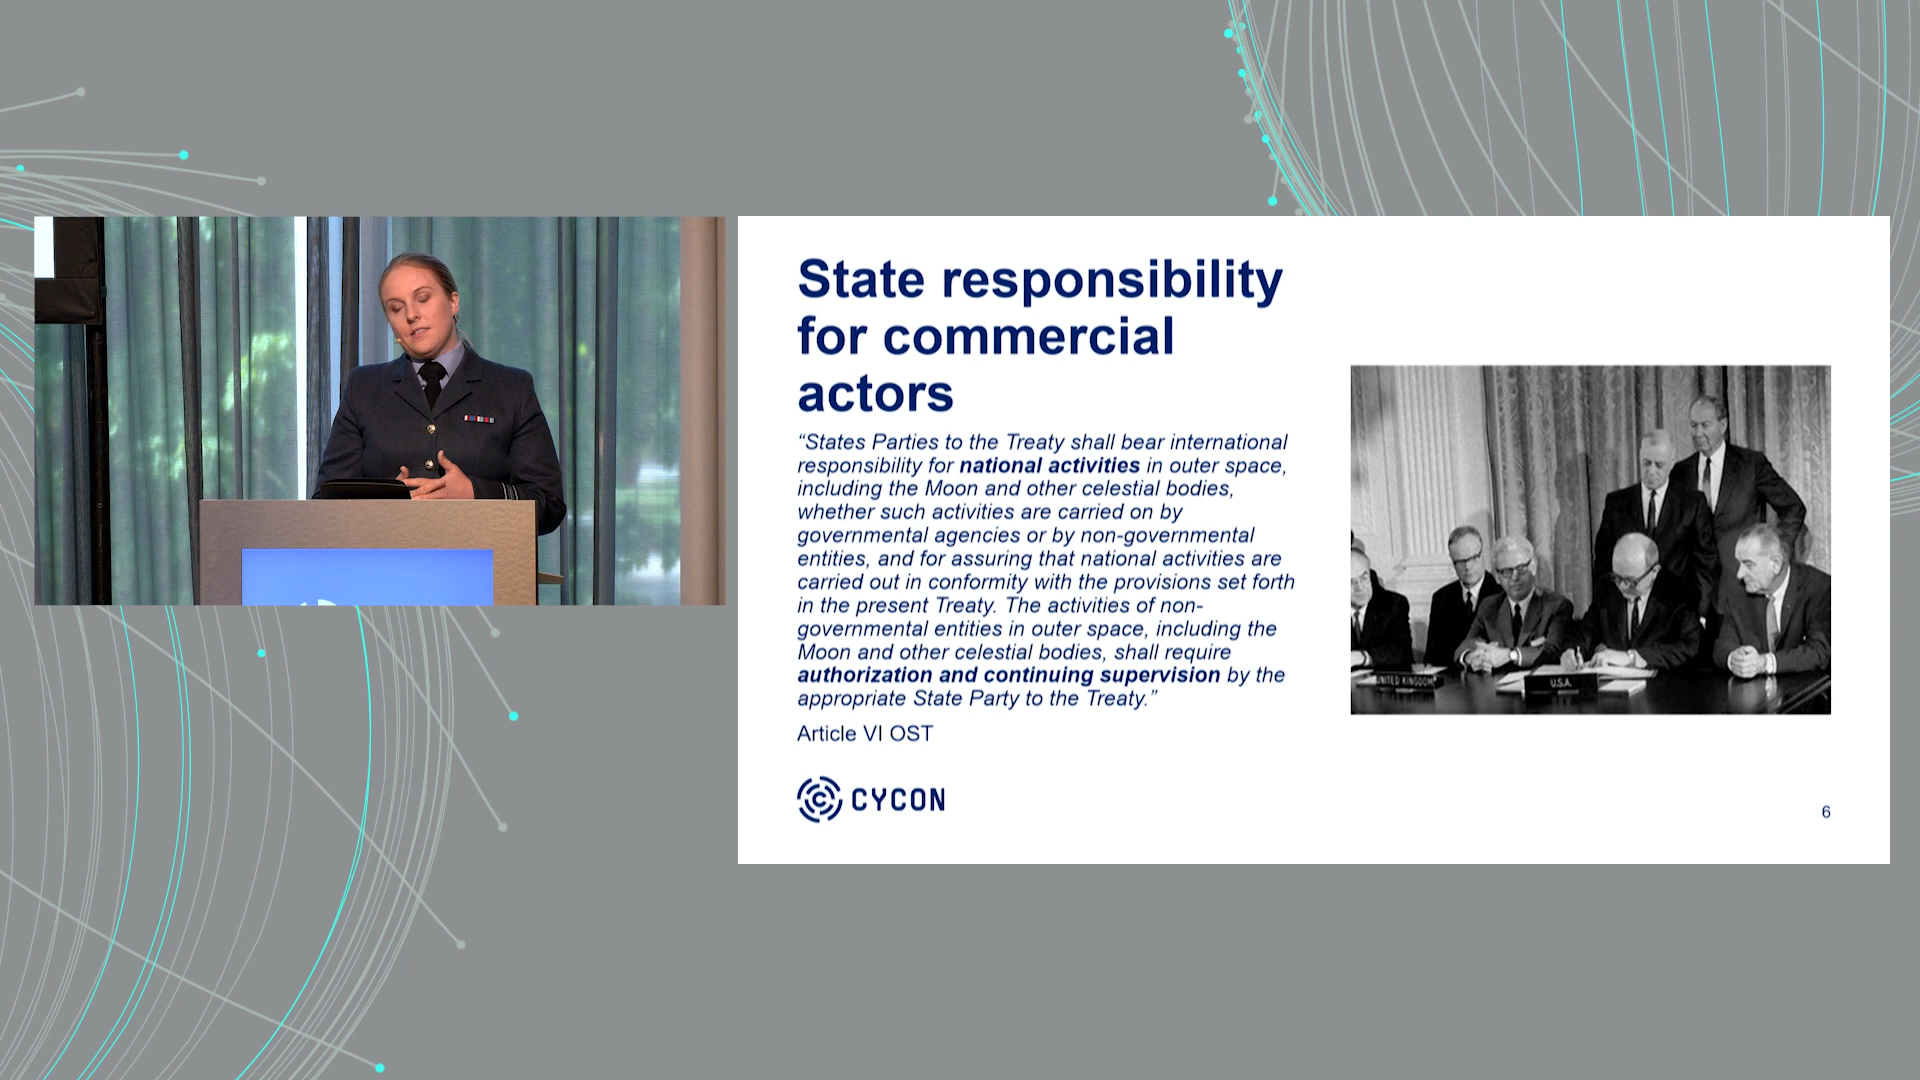 State responsibility
for commercial
actors
“States Parties to the Treaty shall bear international
responsibility for national activities in outer space,
including the Moon and other celestial bodies,
whether such activities are carried on by
governmental agencies or by non-governmental
entities, and for assuring that national activities are
carried out in conformity with the provisions set forth
in the present Treaty. The activities of non-
governmental entities in outer space, including the
Moon and other celestial bodies, shall require
authorization and continuing supervision by the
appropriate State Party to the Treaty.”
Article VI OST
UNITED KINGDOM
U.S.A.
CYCON
6